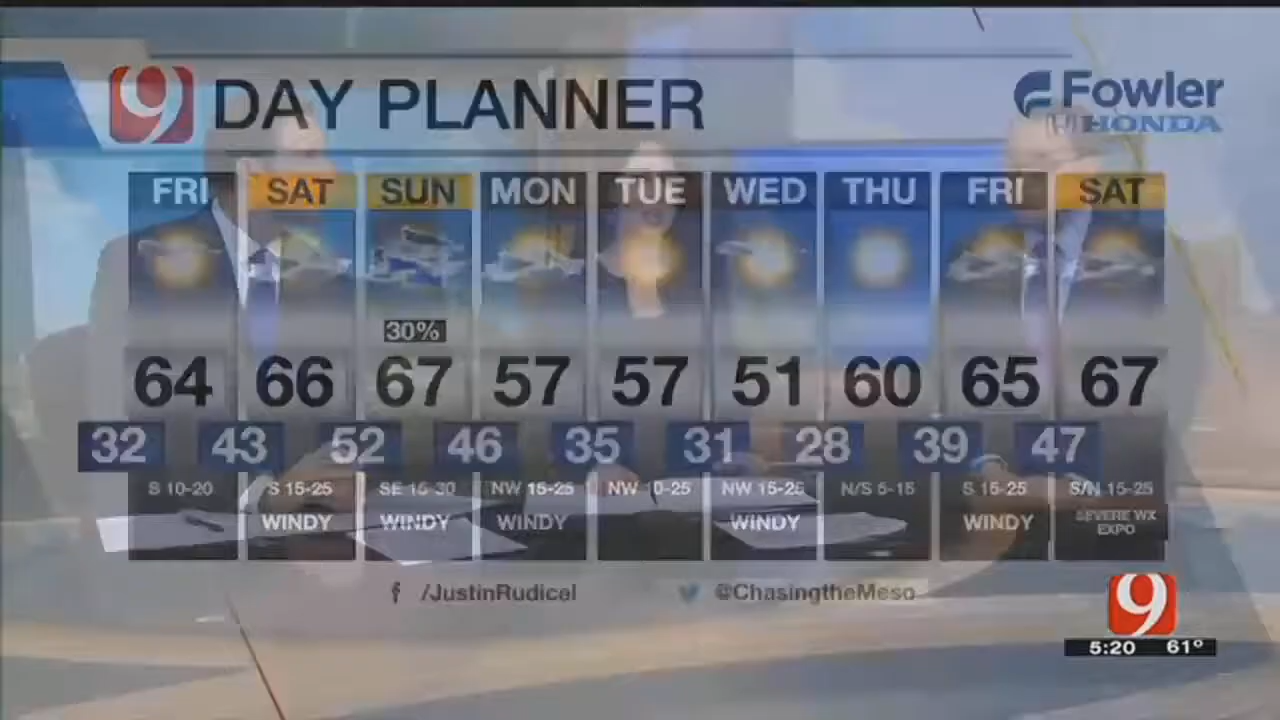 9 DAY PLANNER
Fowler
HONDA
FRI SAT SUN MON TUE WED THU FRI SAT
30%
64 66 67 57 57 51 60 65 67
32 43 52 46 35 31 28 39 47
S 10-20 S 15-25 SE 15-30 NW 15-25 NW 10-25 NW 15-25 N/S 5-15 S 15-25 S/N 15-25
WINDY WINDY WINDY WINDY WINDY SEVERE WX
EXPO
/JustinRudicel @ChasingtheMeso
9
5:20 61°